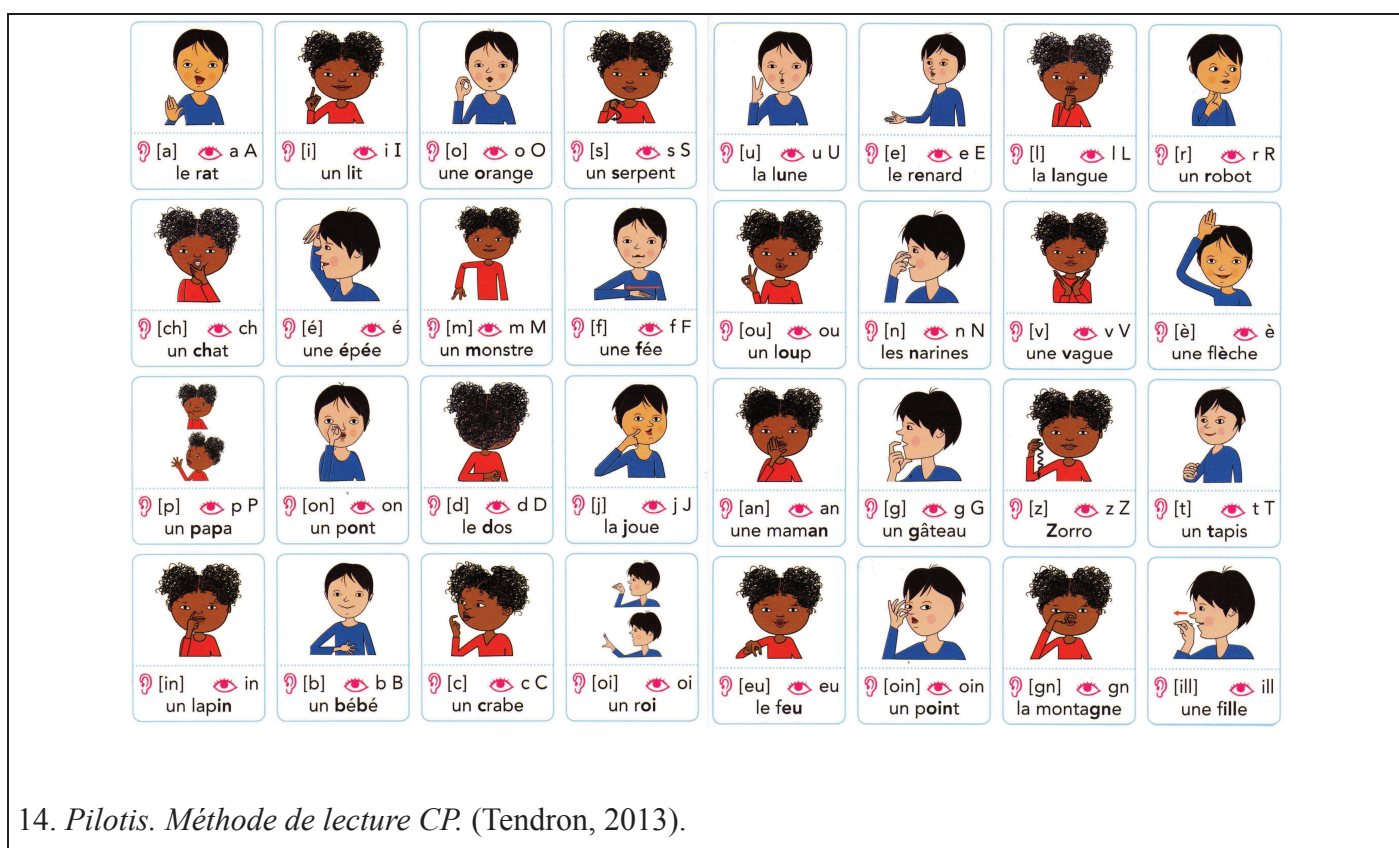 [a] a A
le rat
[i] i I
un lit
[o] o O
une orange
[s] s S
un serpent
[u] u U
la lune
[e] e E
le renard
[l] l L
la langue
[r] r R
un robot
[ch] ch
un chat
[é] é
une épée
[m] m M
un monstre
[f] f F
une fée
[ou] ou
un loup
[n] n N
les narines
[v] v V
une vague
[è] è
une flèche
[p] p P
un papa
[on] on
un pont
[d] d D
le dos
[j] j J
la joue
[an] an
une maman
[g] g G
un gâteau
[z] z Z
Zorro
[t] t T
un tapis
[in] in
un lapin
[b] b B
un bébé
[c] c C
un crabe
[oi] oi
un roi
[eu] eu
le feu
[oin] oin
un point
[gn] gn
la montagne
[ill] ill
une fille
14. Pilotis. Méthode de lecture CP. (Tendron, 2013).